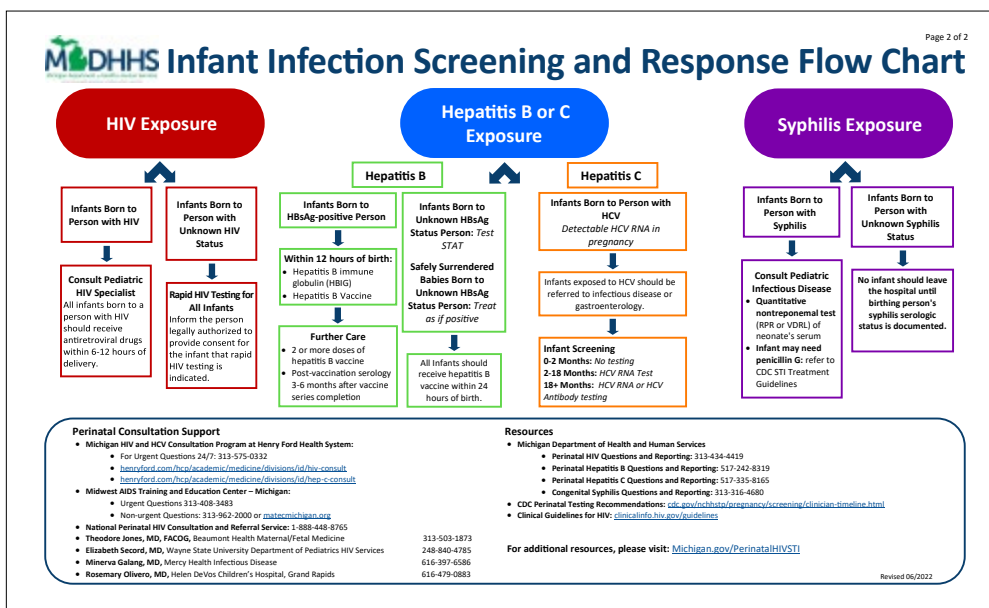 Page 2 of 2
MDHHS
Infant Infection Screening and Response Flow Chart
HIV Exposure
Infants Born to
Person with HIV
Consult Pediatric
HIV Specialist
All infants born to a
person with HIV
should receive
antiretroviral drugs
within 6-12 hours of
delivery.
Infants Born to
Person with
Unknown HIV
Status
Rapid HIV Testing for
All Infants
Inform the person
legally authorized to
provide consent for
the infant that rapid
HIV testing is
indicated.
Hepatitis B or C
Exposure
Hepatitis B
Infants Born to
HBsAg-positive Person
Within 12 hours of birth:
• Hepatitis B immune
globulin (HBIG)
• Hepatitis B Vaccine
Further Care
• 2 or more doses of
hepatitis B vaccine
• Post-vaccination serology
3-6 months after vaccine
series completion
Infants Born to
Unknown HBsAg
Status Person: Test
STAT
Safely Surrendered
Babies Born to
Unknown HBsAg
Status Person: Treat
as if positive
All Infants should
receive hepatitis B
vaccine within 24
hours of birth.
Hepatitis C
Infants Born to Person with
HCV
Detectable HCV RNA in
pregnancy
Infants exposed to HCV should be
referred to infectious disease or
gastroenterology.
Infant Screening
0-2 Months: No testing
2-18 Months: HCV RNA Test
18+ Months: HCV RNA or HCV
Antibody testing
Syphilis Exposure
Infants Born to
Person with
Syphilis
Consult Pediatric
Infectious Disease
• Quantitative
nontreponemal test
(RPR or VDRL) of
neonate's serum
• Infant may need
penicillin G: refer to
CDC STI Treatment
Guidelines
Infants Born to
Person with
Unknown Syphilis
Status
No infant should leave
the hospital until
birthing person's
syphilis serologic
status is documented.
Perinatal Consultation Support
• Michigan HIV and HCV Consultation Program at Henry Ford Health System:
• For Urgent Questions 24/7: 313-575-0332
• henryford.com/hcp/academic/medicine/divisions/id/hiv-consult
• henryford.com/hcp/academic/medicine/divisions/id/hep-c-consult
• Midwest AIDS Training and Education Center – Michigan:
• Urgent Questions 313-408-3483
• Non-urgent Questions: 313-962-2000 or matecmichigan.org
• National Perinatal HIV Consultation and Referral Service: 1-888-448-8765
• Theodore Jones, MD, FACOG, Beaumont Health Maternal/Fetal Medicine 313-503-1873
• Elizabeth Secord, MD, Wayne State University Department of Pediatrics HIV Services 248-840-4785
• Minerva Galang, MD, Mercy Health Infectious Disease 616-397-6586
• Rosemary Olivero, MD, Helen DeVos Children's Hospital, Grand Rapids 616-479-0883
Resources
• Michigan Department of Health and Human Services
• Perinatal HIV Questions and Reporting: 313-434-4419
• Perinatal Hepatitis B Questions and Reporting: 517-242-8319
• Perinatal Hepatitis C Questions and Reporting: 517-335-8165
• Congenital Syphilis Questions and Reporting: 313-316-4680
• CDC Perinatal Testing Recommendations: cdc.gov/nchhstp/pregnancy/screening/clinician-timeline.html
• Clinical Guidelines for HIV: clinicalinfo.hiv.gov/guidelines
For additional resources, please visit: Michigan.gov/PerinatalHIVSTI
Revised 06/2022